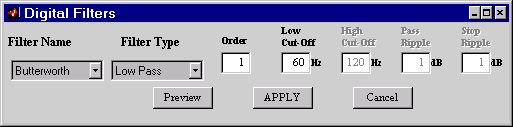 Digital Filters
Filter Name Filter Type Order Low Cut-Off High Cut-Off Pass Ripple Stop Ripple
Butterworth Low Pass 1 60 Hz 120 Hz 1 dB 1 dB
Preview APPLY Cancel